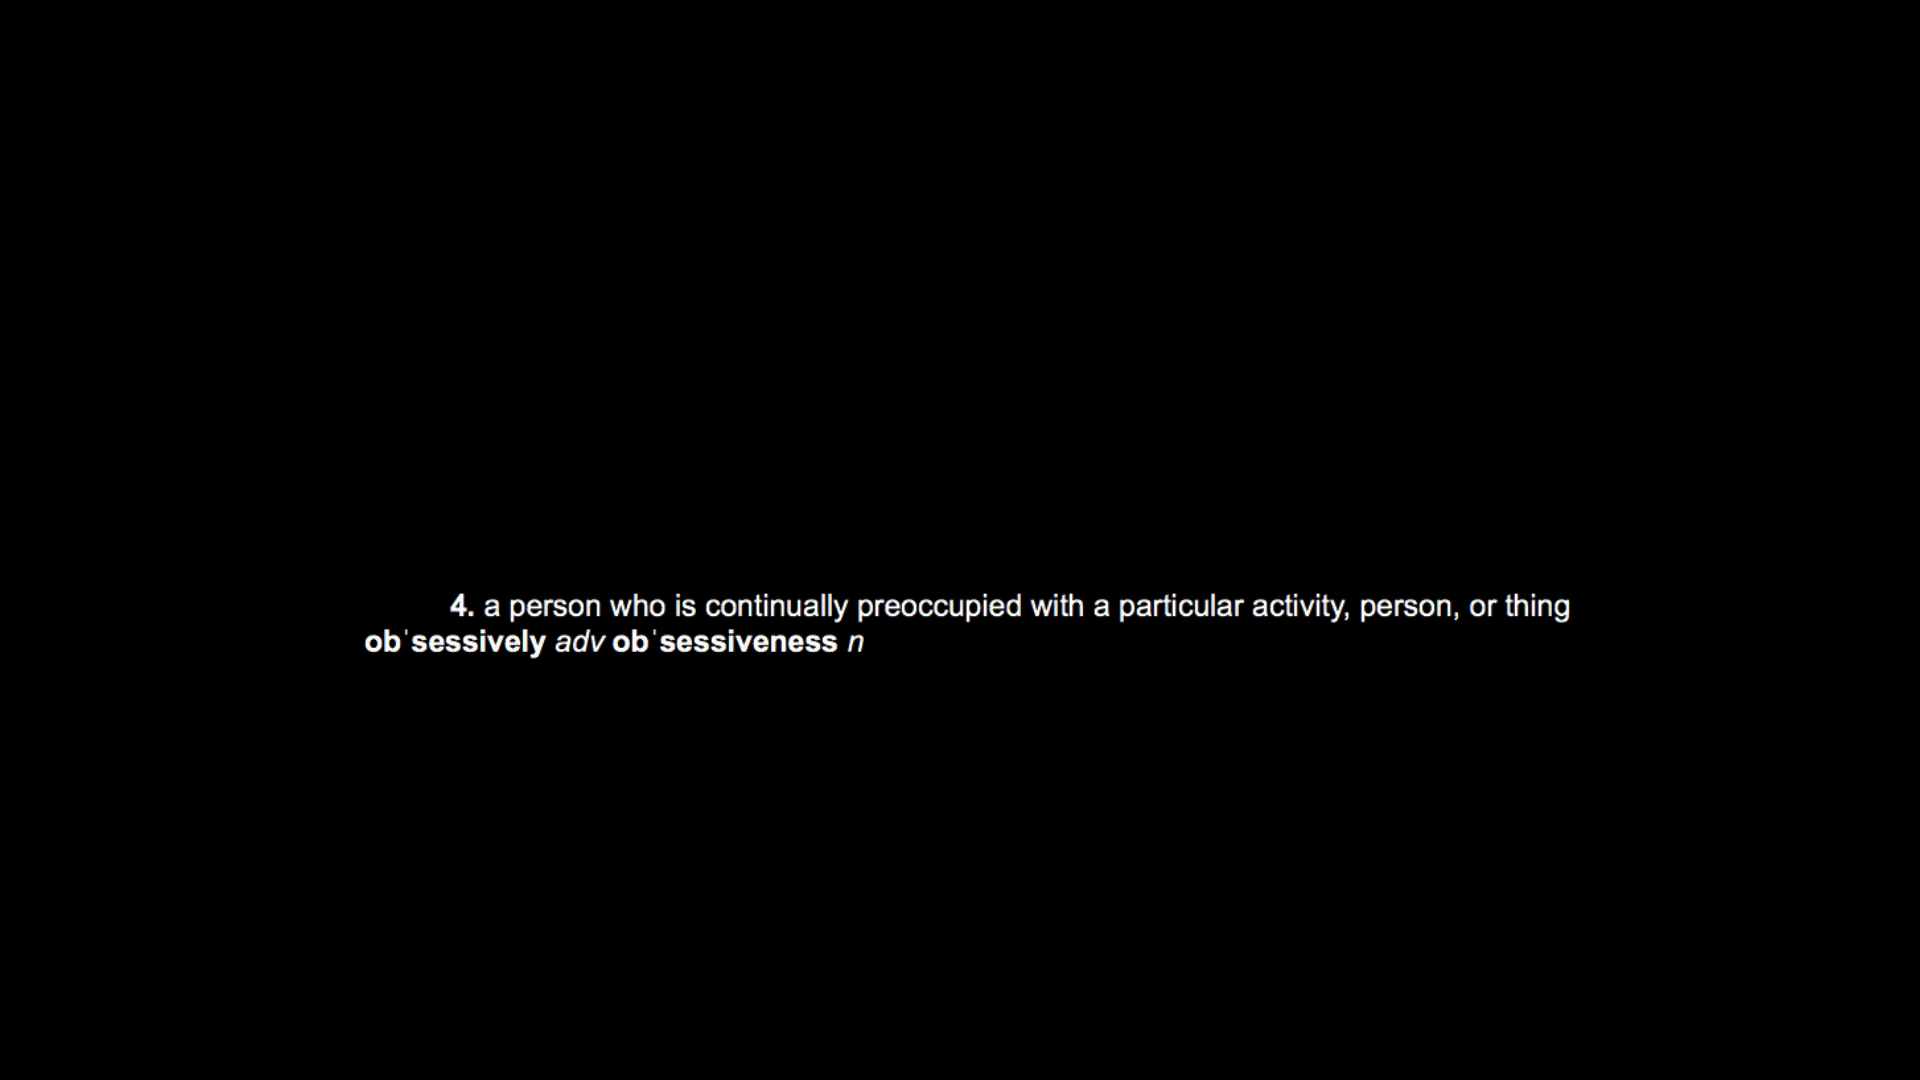 4. a person who is continually preoccupied with a particular activity, person, or thing
obˈsessively adv obˈsessiveness n